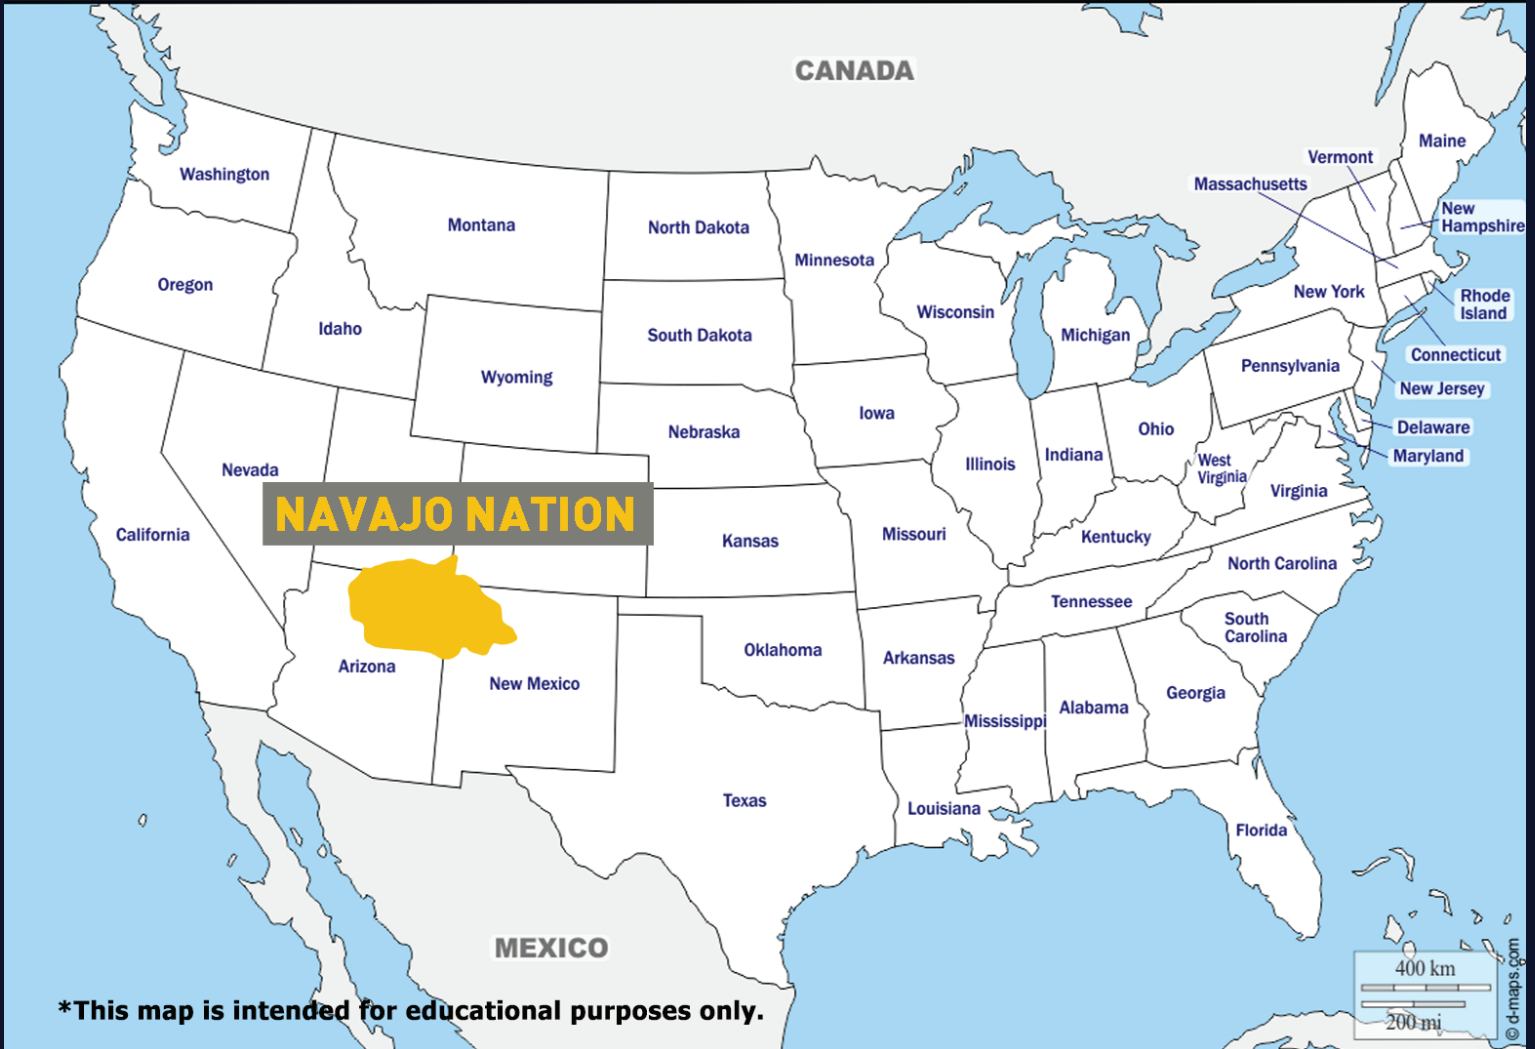 CANADA
Maine
Vermont
Massachusetts
New
Hampshire
Washington
Montana
North Dakota
Minnesota
Oregon
Idaho
South Dakota
Wisconsin
Michigan
New York
Rhode
Island
Connecticut
Pennsylvania
New Jersey
Wyoming
Nebraska
Iowa
Illinois
Indiana
Ohio
Delaware
Maryland
West
Virginia
Virginia
Nevada
NAVAJO NATION
California
Kansas
Missouri
Kentucky
North Carolina
Tennessee
South
Carolina
Arizona
New Mexico
Oklahoma
Arkansas
Mississippi
Alabama
Georgia
Texas
Louisiana
Florida
MEXICO
*This map is intended for educational purposes only.
400 km
200 mi
© d-maps.com